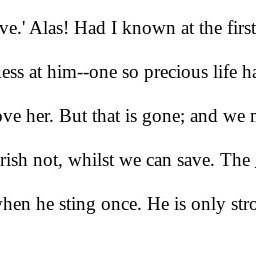 ve.' Alas! Had I known at the first
ess at him--one so precious life ha
ove her. But that is gone; and we
rish not, whilst we can save. The
when he sting once. He is only stro